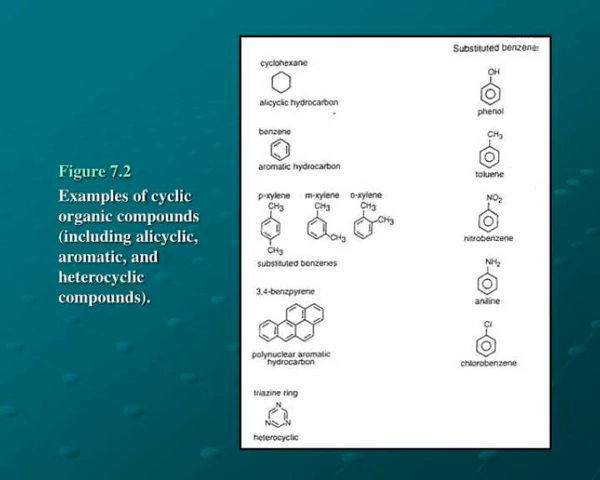 Figure 7.2
Examples of cyclic
organic compounds
(including alicyclic,
aromatic, and
heterocyclic
compounds).
cyclohexane
alicyclic hydrocarbon
benzene
aromatic hydrocarbon
p-xylene m-xylene o-xylene
CH3 CH3 CH3
CH3
CH3
CH3
substituted benzenes
3,4-benzpyrene
polynuclear aromatic
hydrocarbon
triazine ring
N
N N
heterocyclic
Substituted benzenes
OH
phenol
CH3
toluene
NO2
nitrobenzene
NH2
aniline
Cl
chlorobenzene